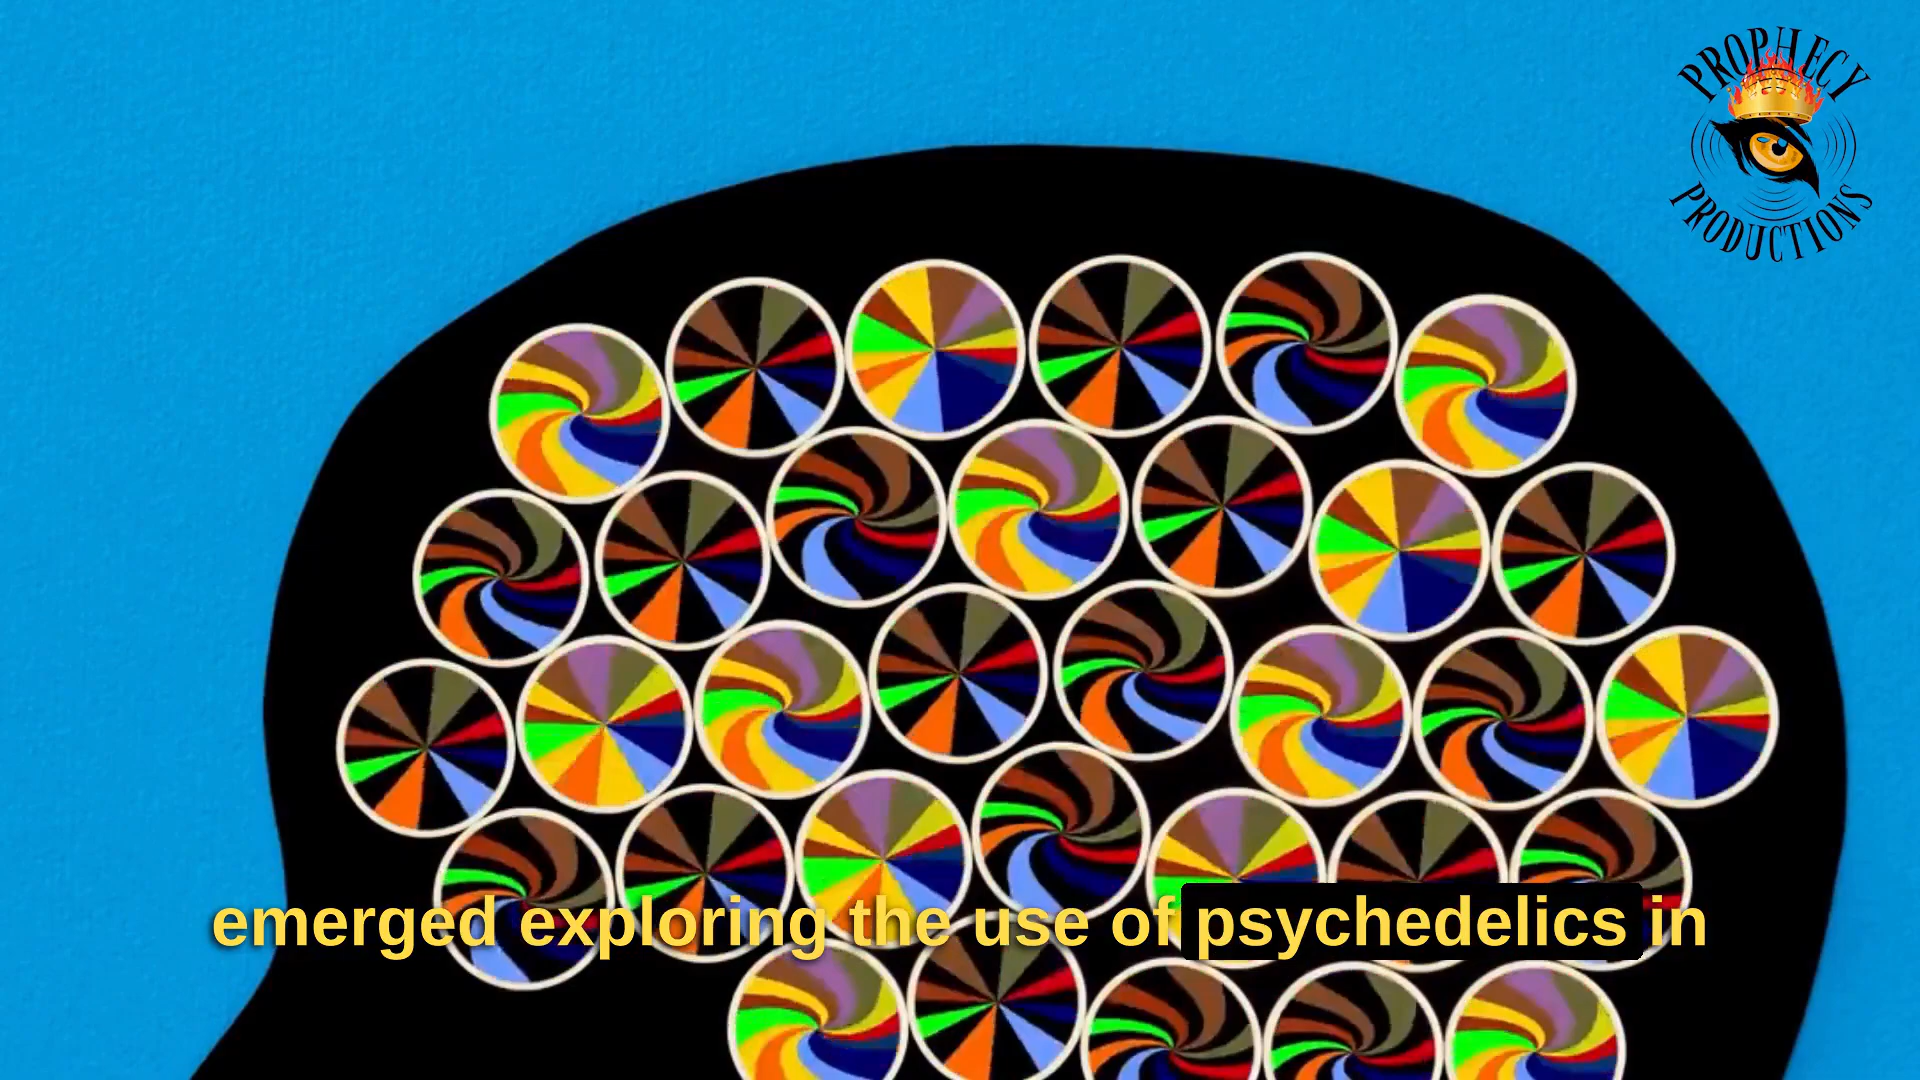 PROPHECY
PRODUCTIONS
emerged exploring the use of psychedelics in